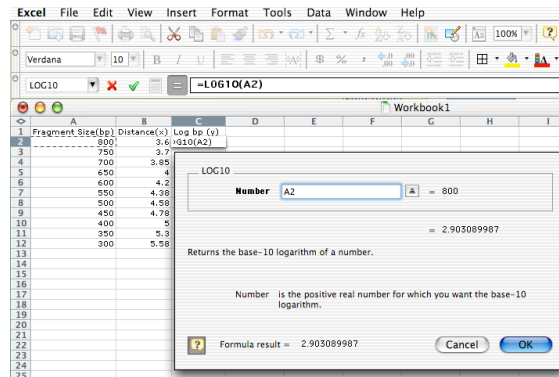 Excel File Edit View Insert Format Tools Data Window Help
100%
Verdana 10 B I U $ % ,
LOG10 =LOG10(A2)
Workbook1
A B C D E F G H I
1 Fragment Size(bp) Distance(x) Log bp (y)
2 800 3.6 >G10(A2)
3 750 3.7
4 700 3.85
5 650 4
6 600 4.2
7 550 4.38
8 500 4.58
9 450 4.78
10 400 5
11 350 5.3
12 300 5.58
13
14
15
16
17
18
19
20
21
22
23
24
25
LOG10
Number A2 = 800
= 2.903089987
Returns the base-10 logarithm of a number.
Number is the positive real number for which you want the base-10
logarithm.
? Formula result = 2.903089987 Cancel OK